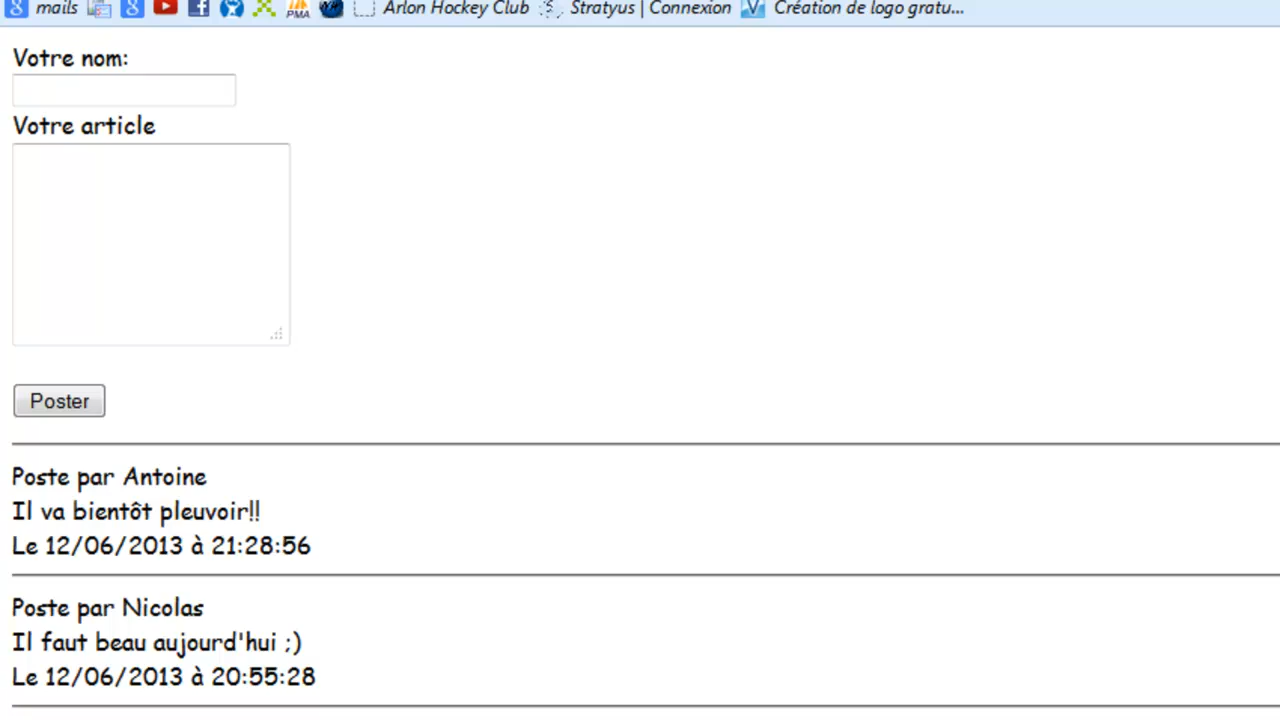 mails PMA Arlon Hockey Club Stratyus | Connexion Création de logo gratu...
Votre nom:
Votre article
Poster
Poste par Antoine
Il va bientôt pleuvoir!!
Le 12/06/2013 à 21:28:56
Poste par Nicolas
Il faut beau aujourd'hui ;)
Le 12/06/2013 à 20:55:28